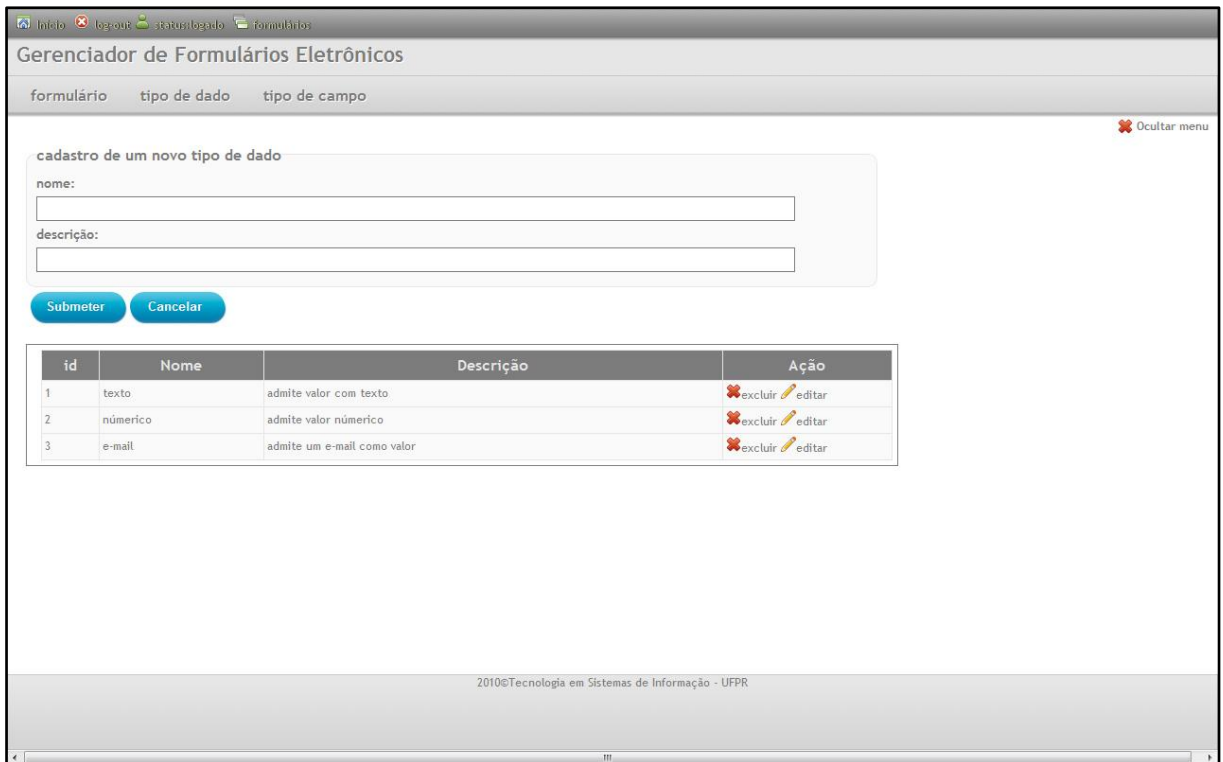 Início logout status:logado formulários
Gerenciador de Formulários Eletrônicos
formulário tipo de dado tipo de campo
Ocultar menu
cadastro de um novo tipo de dado
nome:
descrição:
Submeter Cancelar
id Nome Descrição Ação
1 texto admite valor com texto excluir editar
2 númerico admite valor númerico excluir editar
3 e-mail admite um e-mail como valor excluir editar
2010©Tecnologia em Sistemas de Informação - UFPR